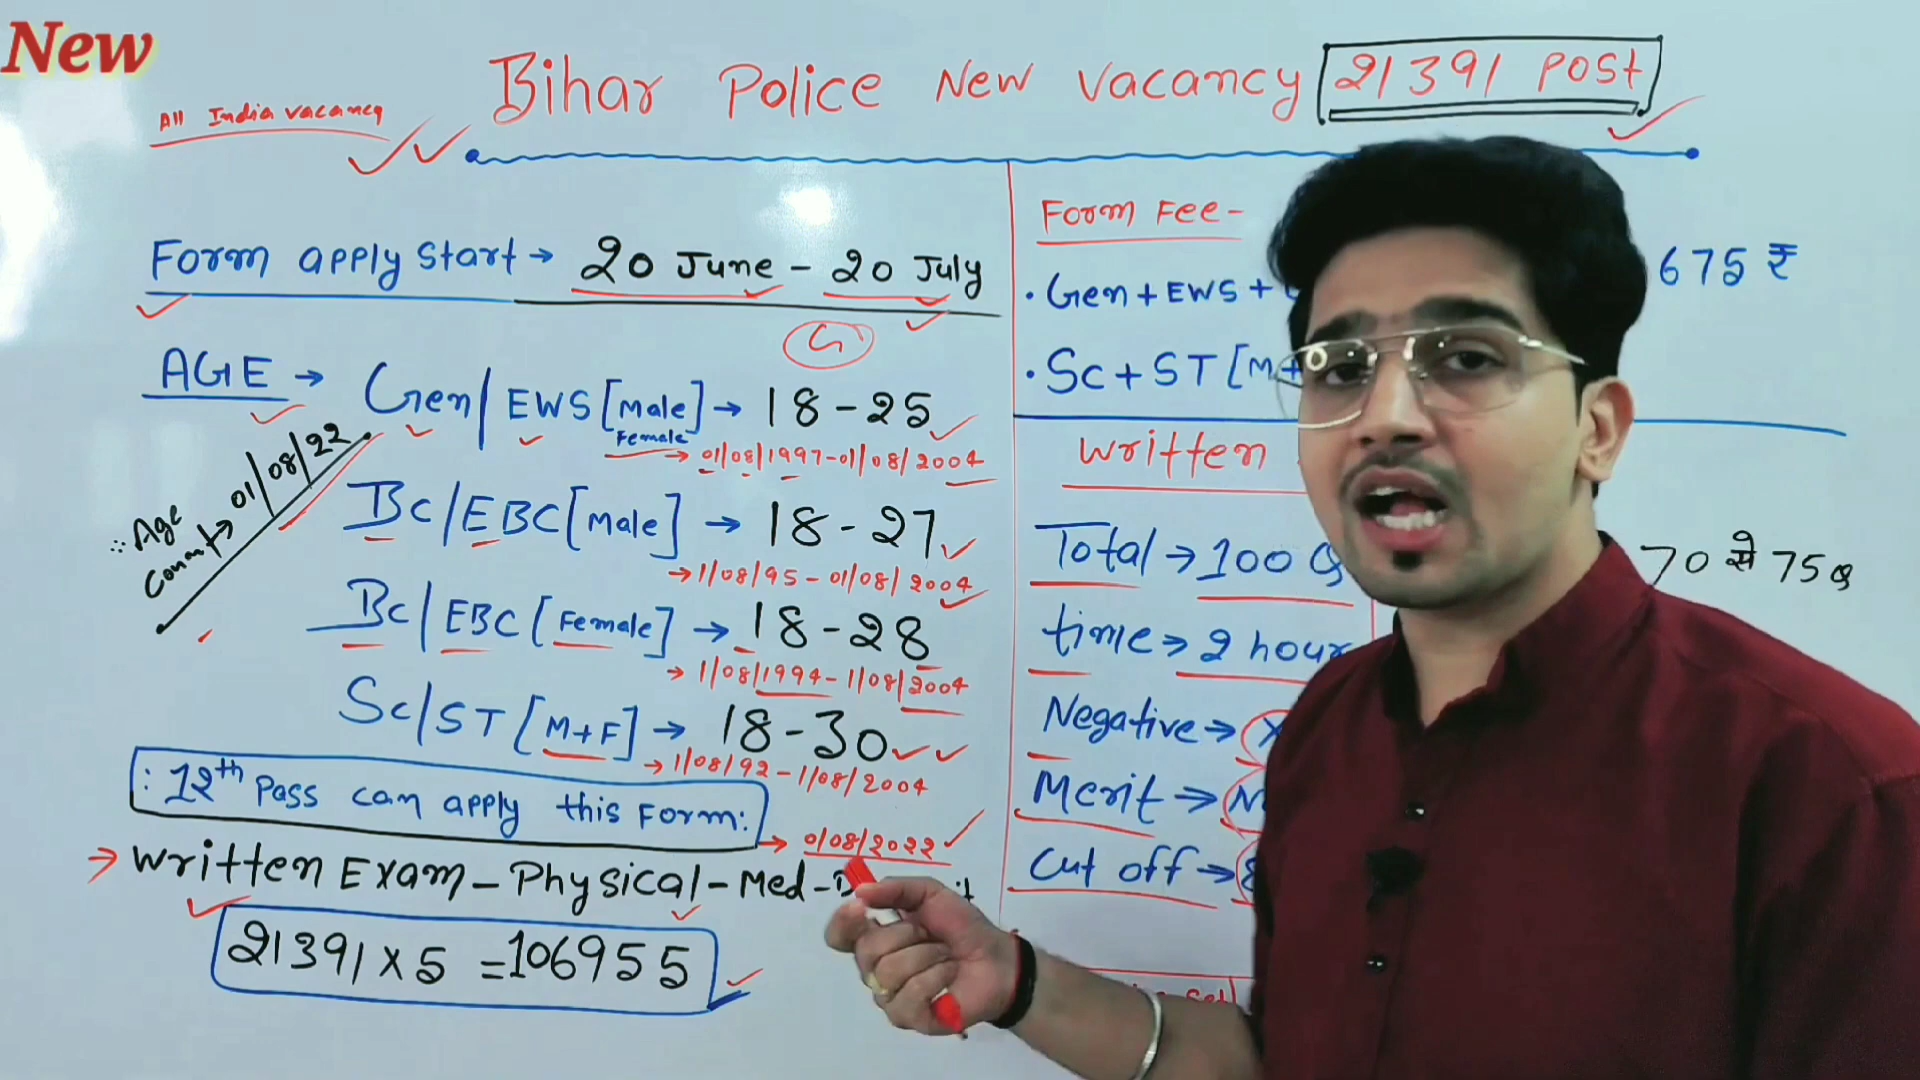 New
Bihar Police New vacancy 21391 POST
All India vacancy
Form apply start → 20 June - 20 July
AGE → Gen/EWS [Male] → 18-25
Female → 01/08/1997-01/08/2004
∴ Age
Count → 01/08/22
BC/EBC [Male] → 18-27
→ 1/08/95 - 01/08/2004
BC/EBC [Female] → 18-28
→ 1/08/1994 - 1/08/2004
SC/ST [M+F] → 18-30
→ 1/08/92 - 1/08/2004
: 12th Pass can apply this Form:
→ 0/08/2022
→ Written Exam - Physical - Med -
21391 × 5 = 106955
Form Fee -
• Gen + EWS + 675 ₹
• SC + ST [M+
Written
Total → 100 Q 70 से 75 Q
time → 2 hour
Negative → X
Merit →
Cut off →